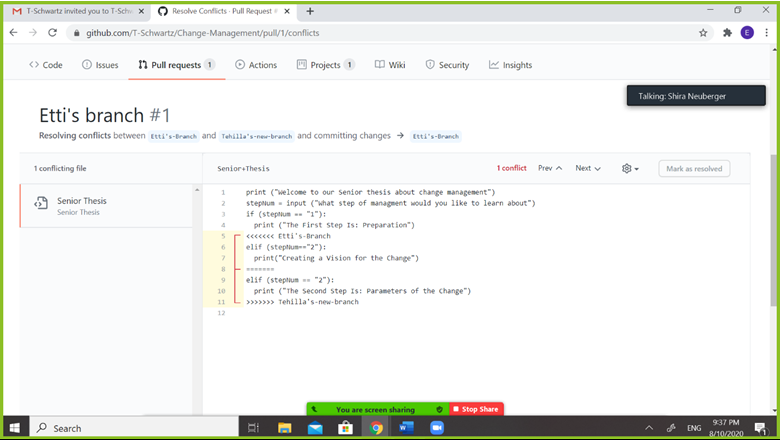 T-Schwartz invited you to T-Schw
Resolve Conflicts · Pull Request #
github.com/T-Schwartz/Change-Management/pull/1/conflicts
E
Code
Issues
Pull requests 1
Actions
Projects 1
Wiki
Security
Insights
Talking: Shira Neuberger
Etti's branch #1
Resolving conflicts between Etti's-Branch and Tehilla's-new-branch and committing changes → Etti's-Branch
1 conflicting file
Senior Thesis
Senior Thesis
Senior+Thesis
1 conflict Prev Next
Mark as resolved
1 print ("Welcome to our Senior thesis about change management")
2 stepNum = input ("What step of managment would you like to learn about")
3 if (stepNum == "1"):
4 print ("The First Step Is: Preparation")
5 <<<<<<< Etti's-Branch
6 elif (stepNum=="2"):
7 print("Creating a Vision for the Change")
8 =======
9 elif (stepNum == "2"):
10 print ("The Second Step Is: Parameters of the Change")
11 >>>>>>> Tehilla's-new-branch
12
You are screen sharing
Stop Share
Search
ENG
9:37 PM
8/10/2020